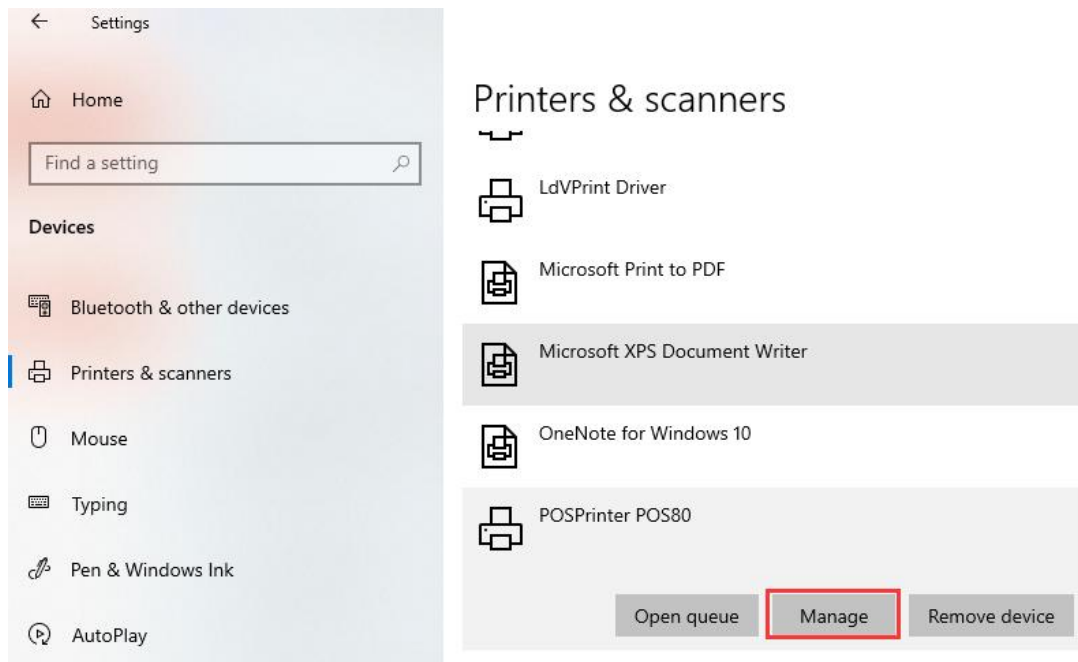 Settings
Home
Find a setting
Devices
Bluetooth & other devices
Printers & scanners
Mouse
Typing
Pen & Windows Ink
AutoPlay
Printers & scanners
LdVPrint Driver
Microsoft Print to PDF
Microsoft XPS Document Writer
OneNote for Windows 10
POSPrinter POS80
Open queue Manage Remove device